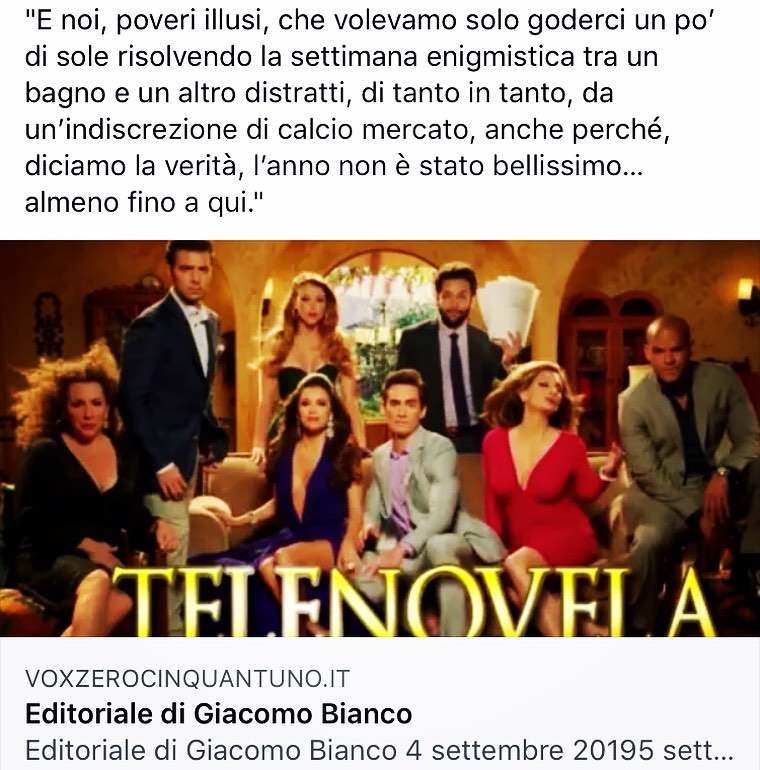 "E noi, poveri illusi, che volevamo solo goderci un po’
di sole risolvendo la settimana enigmistica tra un
bagno e un altro distratti, di tanto in tanto, da
un’indiscrezione di calcio mercato, anche perché,
diciamo la verità, l’anno non è stato bellissimo...
almeno fino a qui."
TELENOVELA
VOXZEROCINQUANTUNO.IT
Editoriale di Giacomo Bianco
Editoriale di Giacomo Bianco 4 settembre 20195 sett...